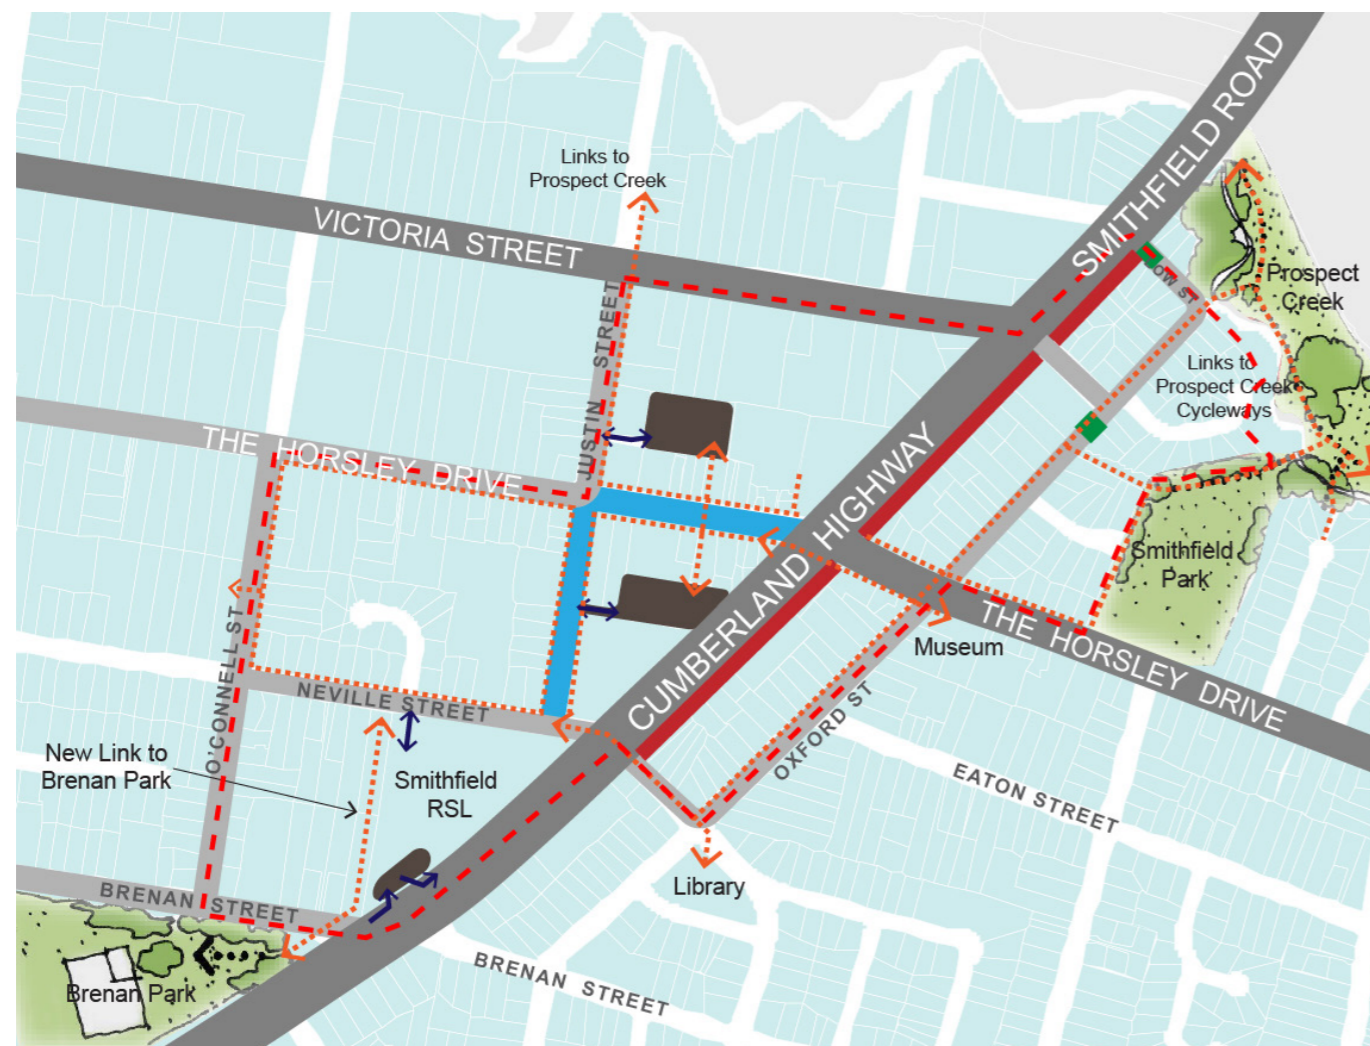 SMITHFIELD ROAD
Links to
Prospect Creek
VICTORIA STREET
Prospect
Creek
OW ST
JUSTIN STREET
Links to
Prospect Creek
Cycleways
THE HORSLEY DRIVE
CUMBERLAND HIGHWAY
Smithfield
Park
O'CONNELL ST
Museum
THE HORSLEY DRIVE
NEVILLE STREET
OXFORD ST
New Link to
Brenan Park
Smithfield
RSL
EATON STREET
Library
BRENAN STREET
BRENAN STREET
Brenan Park